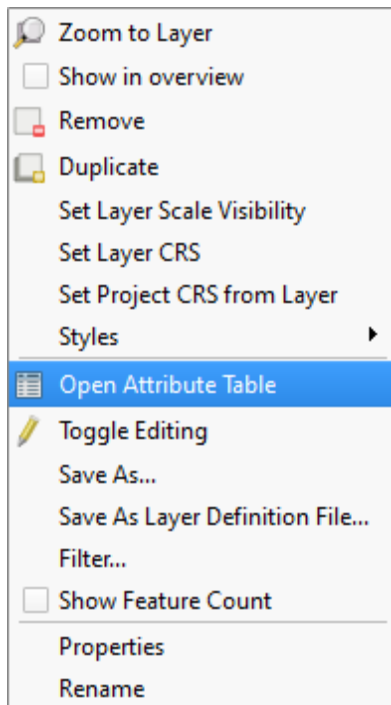 Zoom to Layer
Show in overview
Remove
Duplicate
Set Layer Scale Visibility
Set Layer CRS
Set Project CRS from Layer
Styles
Open Attribute Table
Toggle Editing
Save As...
Save As Layer Definition File...
Filter...
Show Feature Count
Properties
Rename